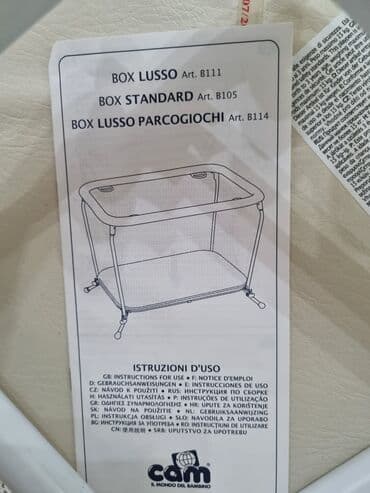 BOX LUSSO Art. B111
BOX STANDARD Art. B105
BOX LUSSO PARCOGIOCHI Art. B114
ISTRUZIONI D'USO
GB: INSTRUCTIONS FOR USE • F: NOTICE D'EMPLOI
D: GEBRAUCHSANWEISUNGEN • E: INSTRUCCIONES DE USO
CZ: NÁVOD K POUŽITÍ • RUS: ИНСТРУКЦИЯ ПО СБОРКЕ
H: HASZNÁLATI UTASÍTÁS • P: INSTRUÇÕES DE UTILIZAÇÃO
GR: ΟΔΗΓΙΕΣ ΣΥΝΑΡΜΟΛΟΓΗΣΗΣ • HR: UPUTE ZA KORIŠTENJE
SK: NÁVOD NA POUŽITIE • NL: GEBRUIKSAANWIJZING
PL: INSTRUKCJA OBSŁUGI • SLO: NAVODILA ZA UPORABO
BG: ИНСТРУКЦИЯ ЗА УПОТРЕБА • RO: INSTRUCŢIUNI DE UTILIZARE
CN: 使用説明 • SRB: UPUTSTVO ZA UPOTREBU
cam
IL MONDO DEL BAMBINO